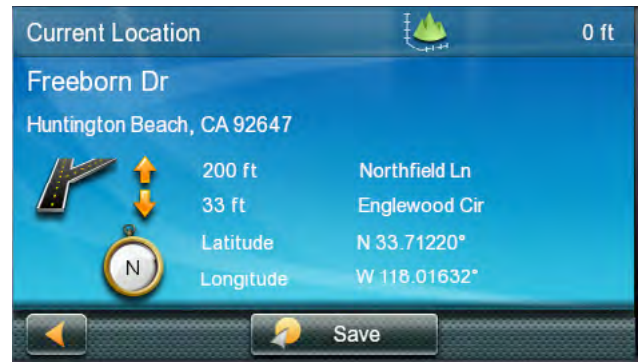 Current Location 0 ft
Freeborn Dr
Huntington Beach, CA 92647
200 ft Northfield Ln
33 ft Englewood Cir
Latitude N 33.71220°
Longitude W 118.01632°
N
Save